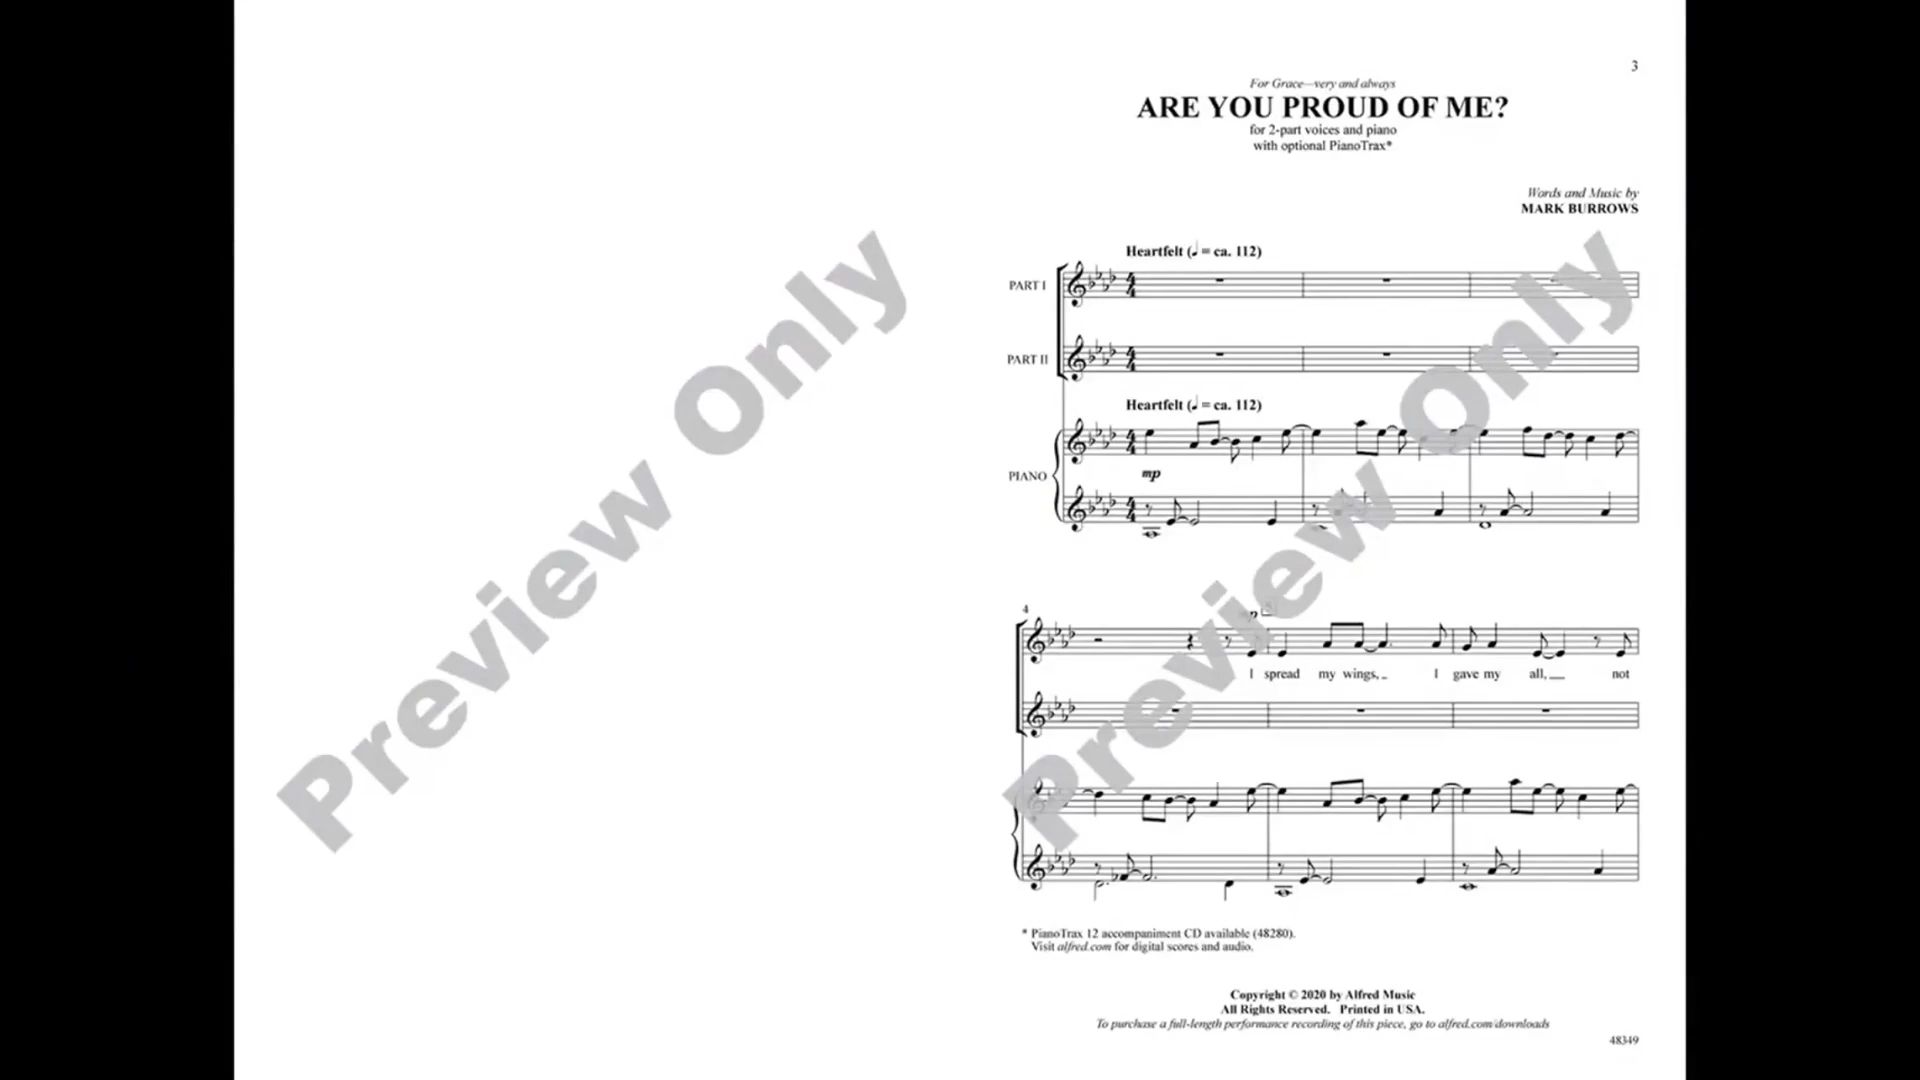 Preview Only
3
For Grace—very and always
ARE YOU PROUD OF ME?
for 2-part voices and piano
with optional PianoTrax*
Words and Music by
MARK BURROWS
Heartfelt (♩ = ca. 112)
PART I
PART II
Heartfelt (♩ = ca. 112)
PIANO
mp
4
mp 5
I spread my wings, I gave my all, not
Preview Only
* PianoTrax 12 accompaniment CD available (48280).
Visit alfred.com for digital scores and audio.
Copyright © 2020 by Alfred Music
All Rights Reserved. Printed in USA.
To purchase a full-length performance recording of this piece, go to alfred.com/downloads
48349